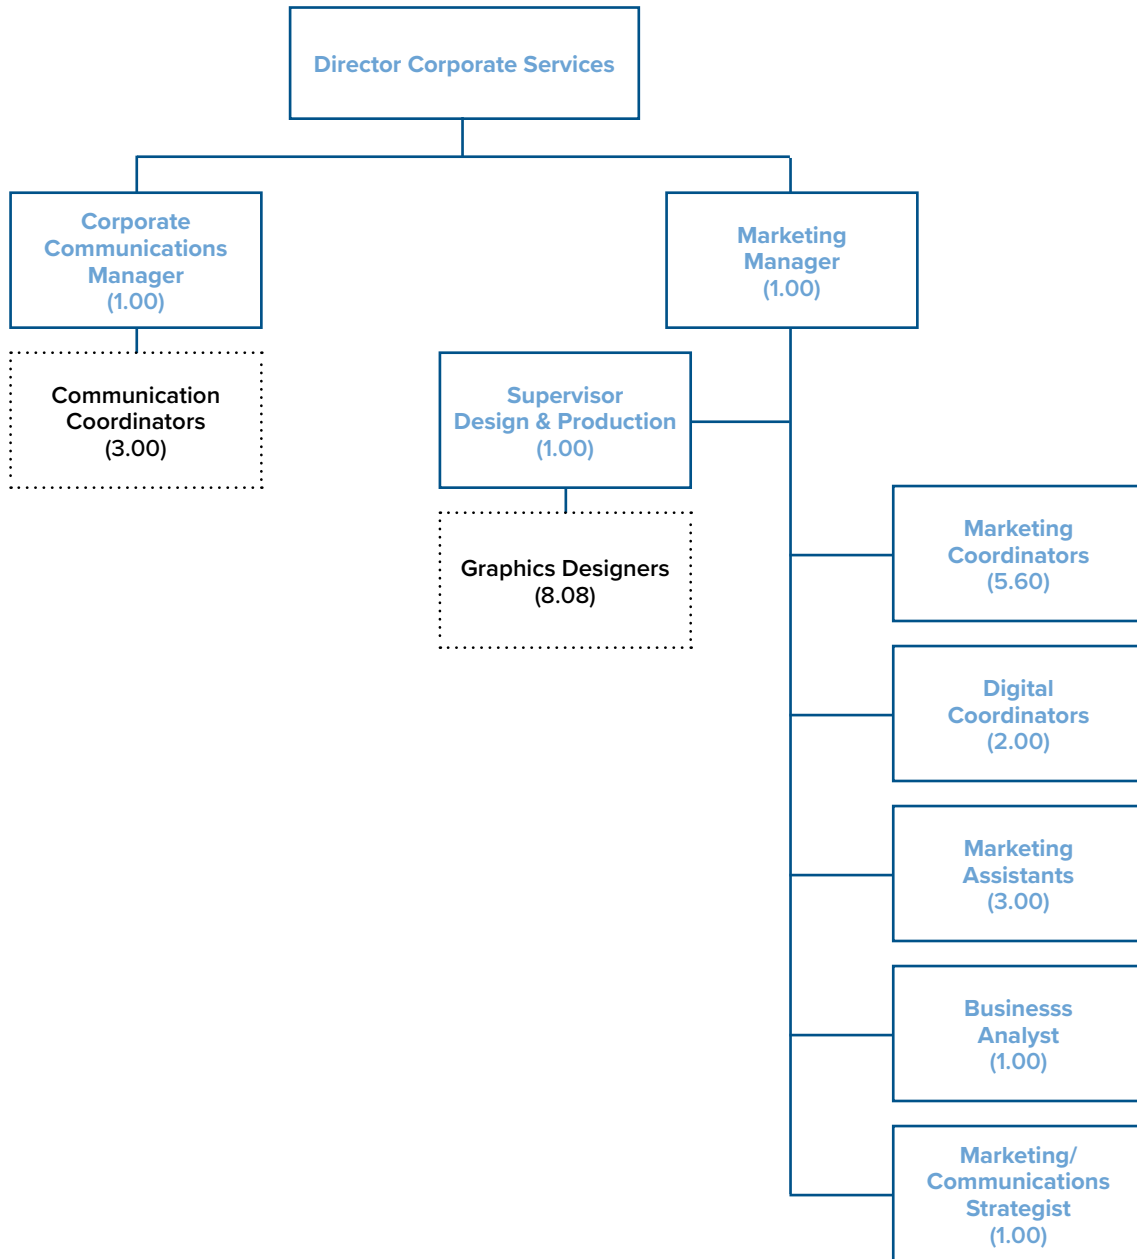 Director Corporate Services
Corporate
Communications
Manager
(1.00)
Marketing
Manager
(1.00)
Communication
Coordinators
(3.00)
Supervisor
Design & Production
(1.00)
Graphics Designers
(8.08)
Marketing
Coordinators
(5.60)
Digital
Coordinators
(2.00)
Marketing
Assistants
(3.00)
Businesss
Analyst
(1.00)
Marketing/
Communications
Strategist
(1.00)